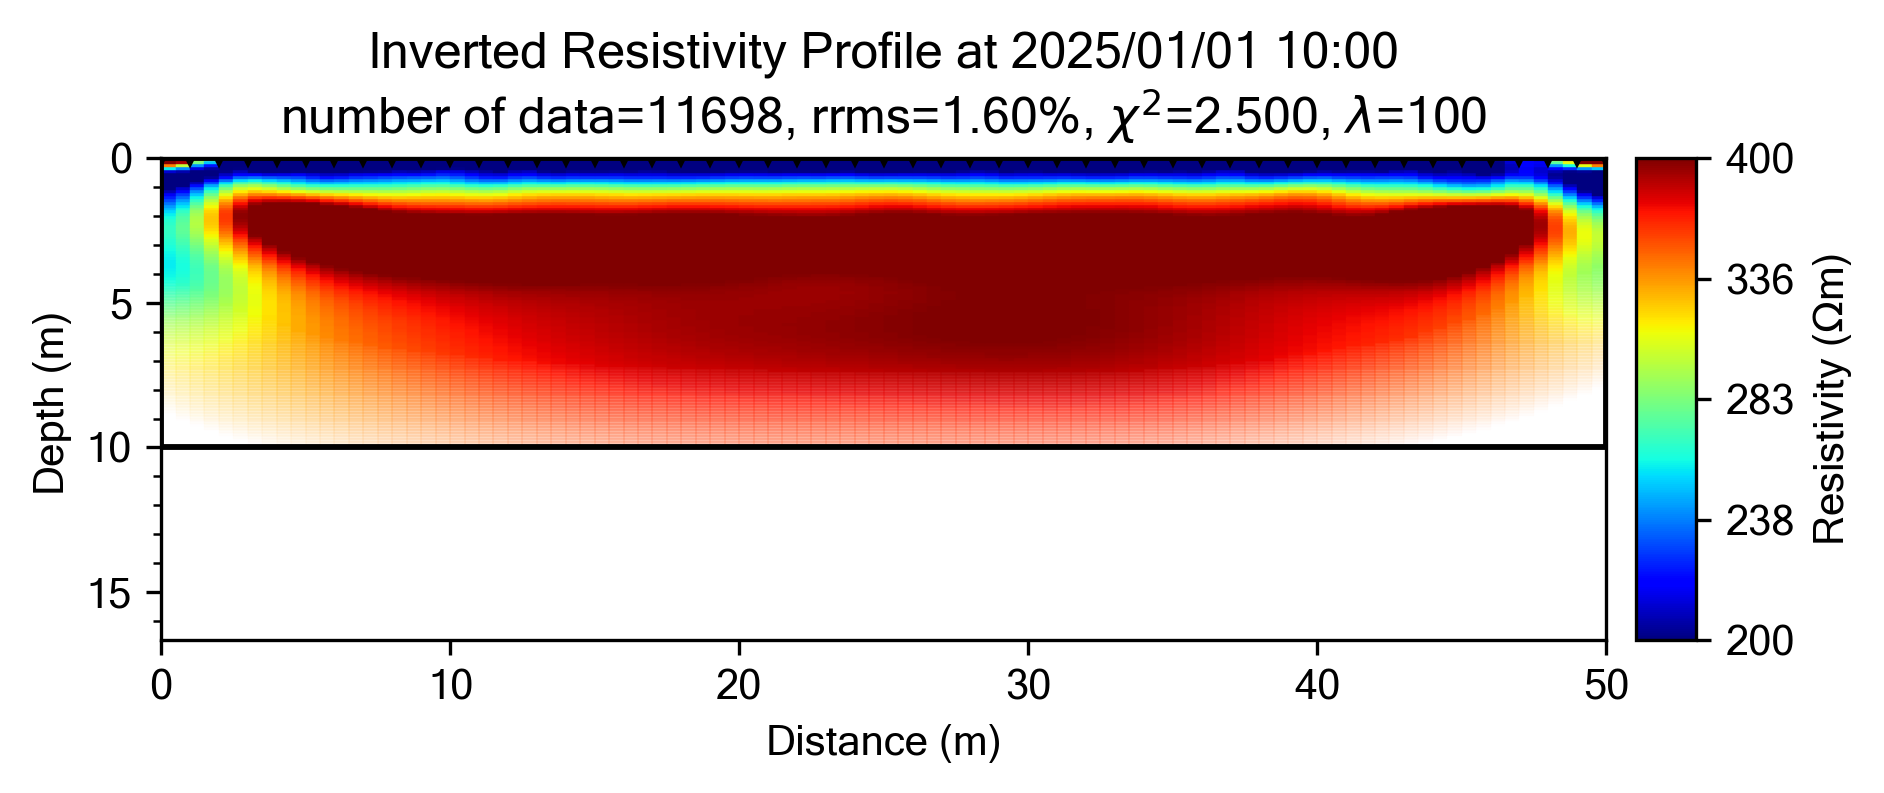 Inverted Resistivity Profile at 2025/01/01 10:00
number of data=11698, rrms=1.60%, χ²=2.500, λ=100
0
5
10
15
Depth (m)
0 10 20 30 40 50
Distance (m)
400
336
283
238
200
Resistivity (Ωm)